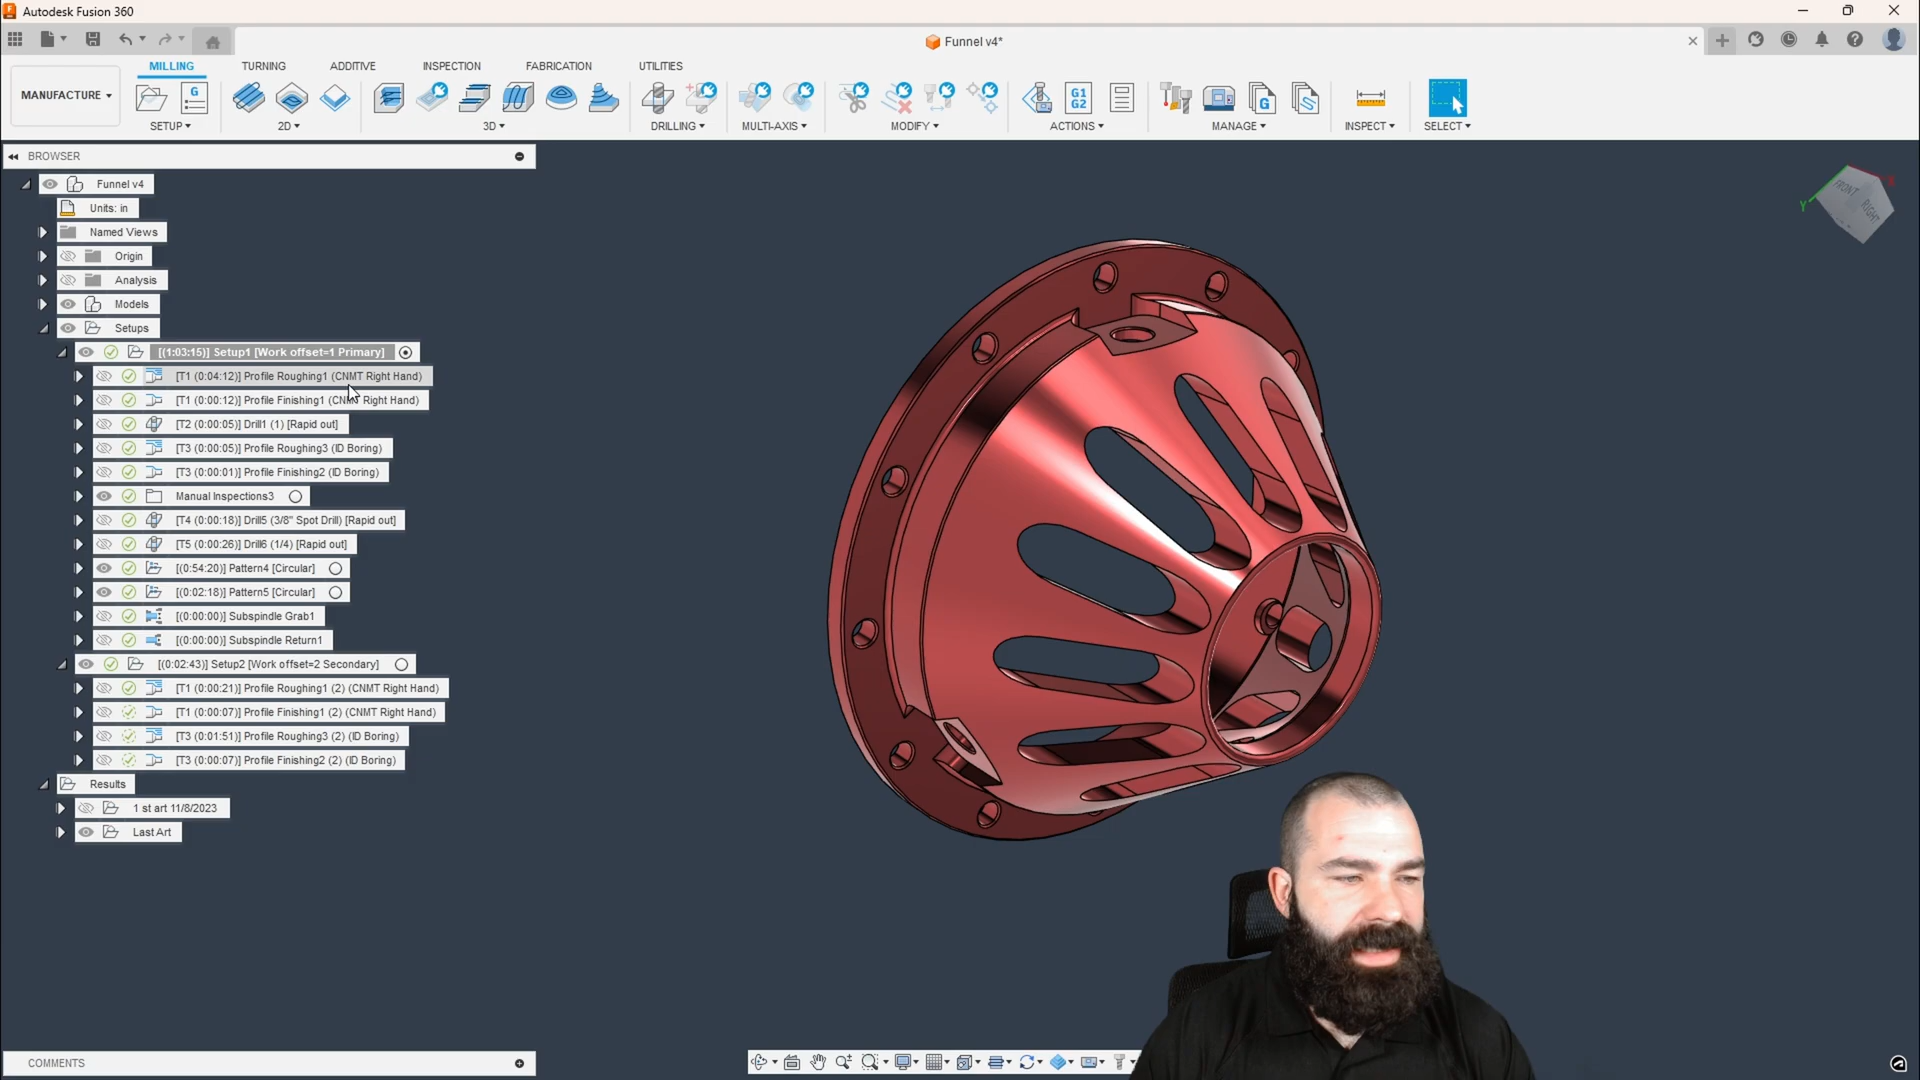 Autodesk Fusion 360
Funnel v4*
MANUFACTURE
MILLING
TURNING
ADDITIVE
INSPECTION
FABRICATION
UTILITIES
SETUP
2D
3D
DRILLING
MULTI-AXIS
MODIFY
ACTIONS
MANAGE
INSPECT
SELECT
G
G1
G2
G
S
BROWSER
Funnel v4
Units: in
Named Views
Origin
Analysis
Models
Setups
[(1:03:15)] Setup1 [Work offset=1 Primary]
[T1 (0:04:12)] Profile Roughing1 (CNMT Right Hand)
[T1 (0:00:12)] Profile Finishing1 (CNMT Right Hand)
[T2 (0:00:05)] Drill1 (1) [Rapid out]
[T3 (0:00:05)] Profile Roughing3 (ID Boring)
[T3 (0:00:01)] Profile Finishing2 (ID Boring)
Manual Inspections3
[T4 (0:00:18)] Drill5 (3/8" Spot Drill) [Rapid out]
[T5 (0:00:26)] Drill6 (1/4) [Rapid out]
[(0:54:20)] Pattern4 [Circular]
[(0:02:18)] Pattern5 [Circular]
[(0:00:00)] Subspindle Grab1
[(0:00:00)] Subspindle Return1
[(0:02:43)] Setup2 [Work offset=2 Secondary]
[T1 (0:00:21)] Profile Roughing1 (2) (CNMT Right Hand)
[T1 (0:00:07)] Profile Finishing1 (2) (CNMT Right Hand)
[T3 (0:01:51)] Profile Roughing3 (2) (ID Boring)
[T3 (0:00:07)] Profile Finishing2 (2) (ID Boring)
Results
1 st art 11/8/2023
Last Art
FRONT
RIGHT
Y
COMMENTS